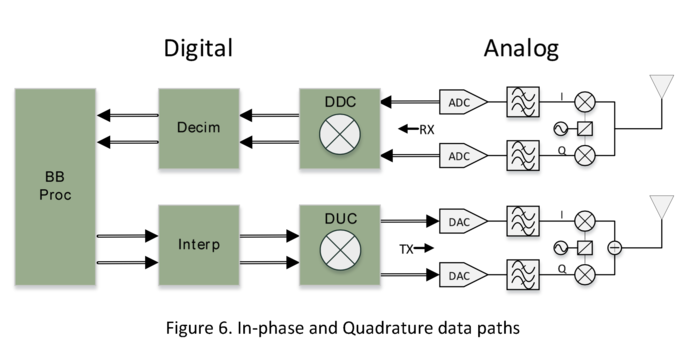 Digital
Analog
BB
Proc
Decim
DDC
RX
ADC
ADC
I
Q
Interp
DUC
TX
DAC
DAC
I
Q
Figure 6. In-phase and Quadrature data paths